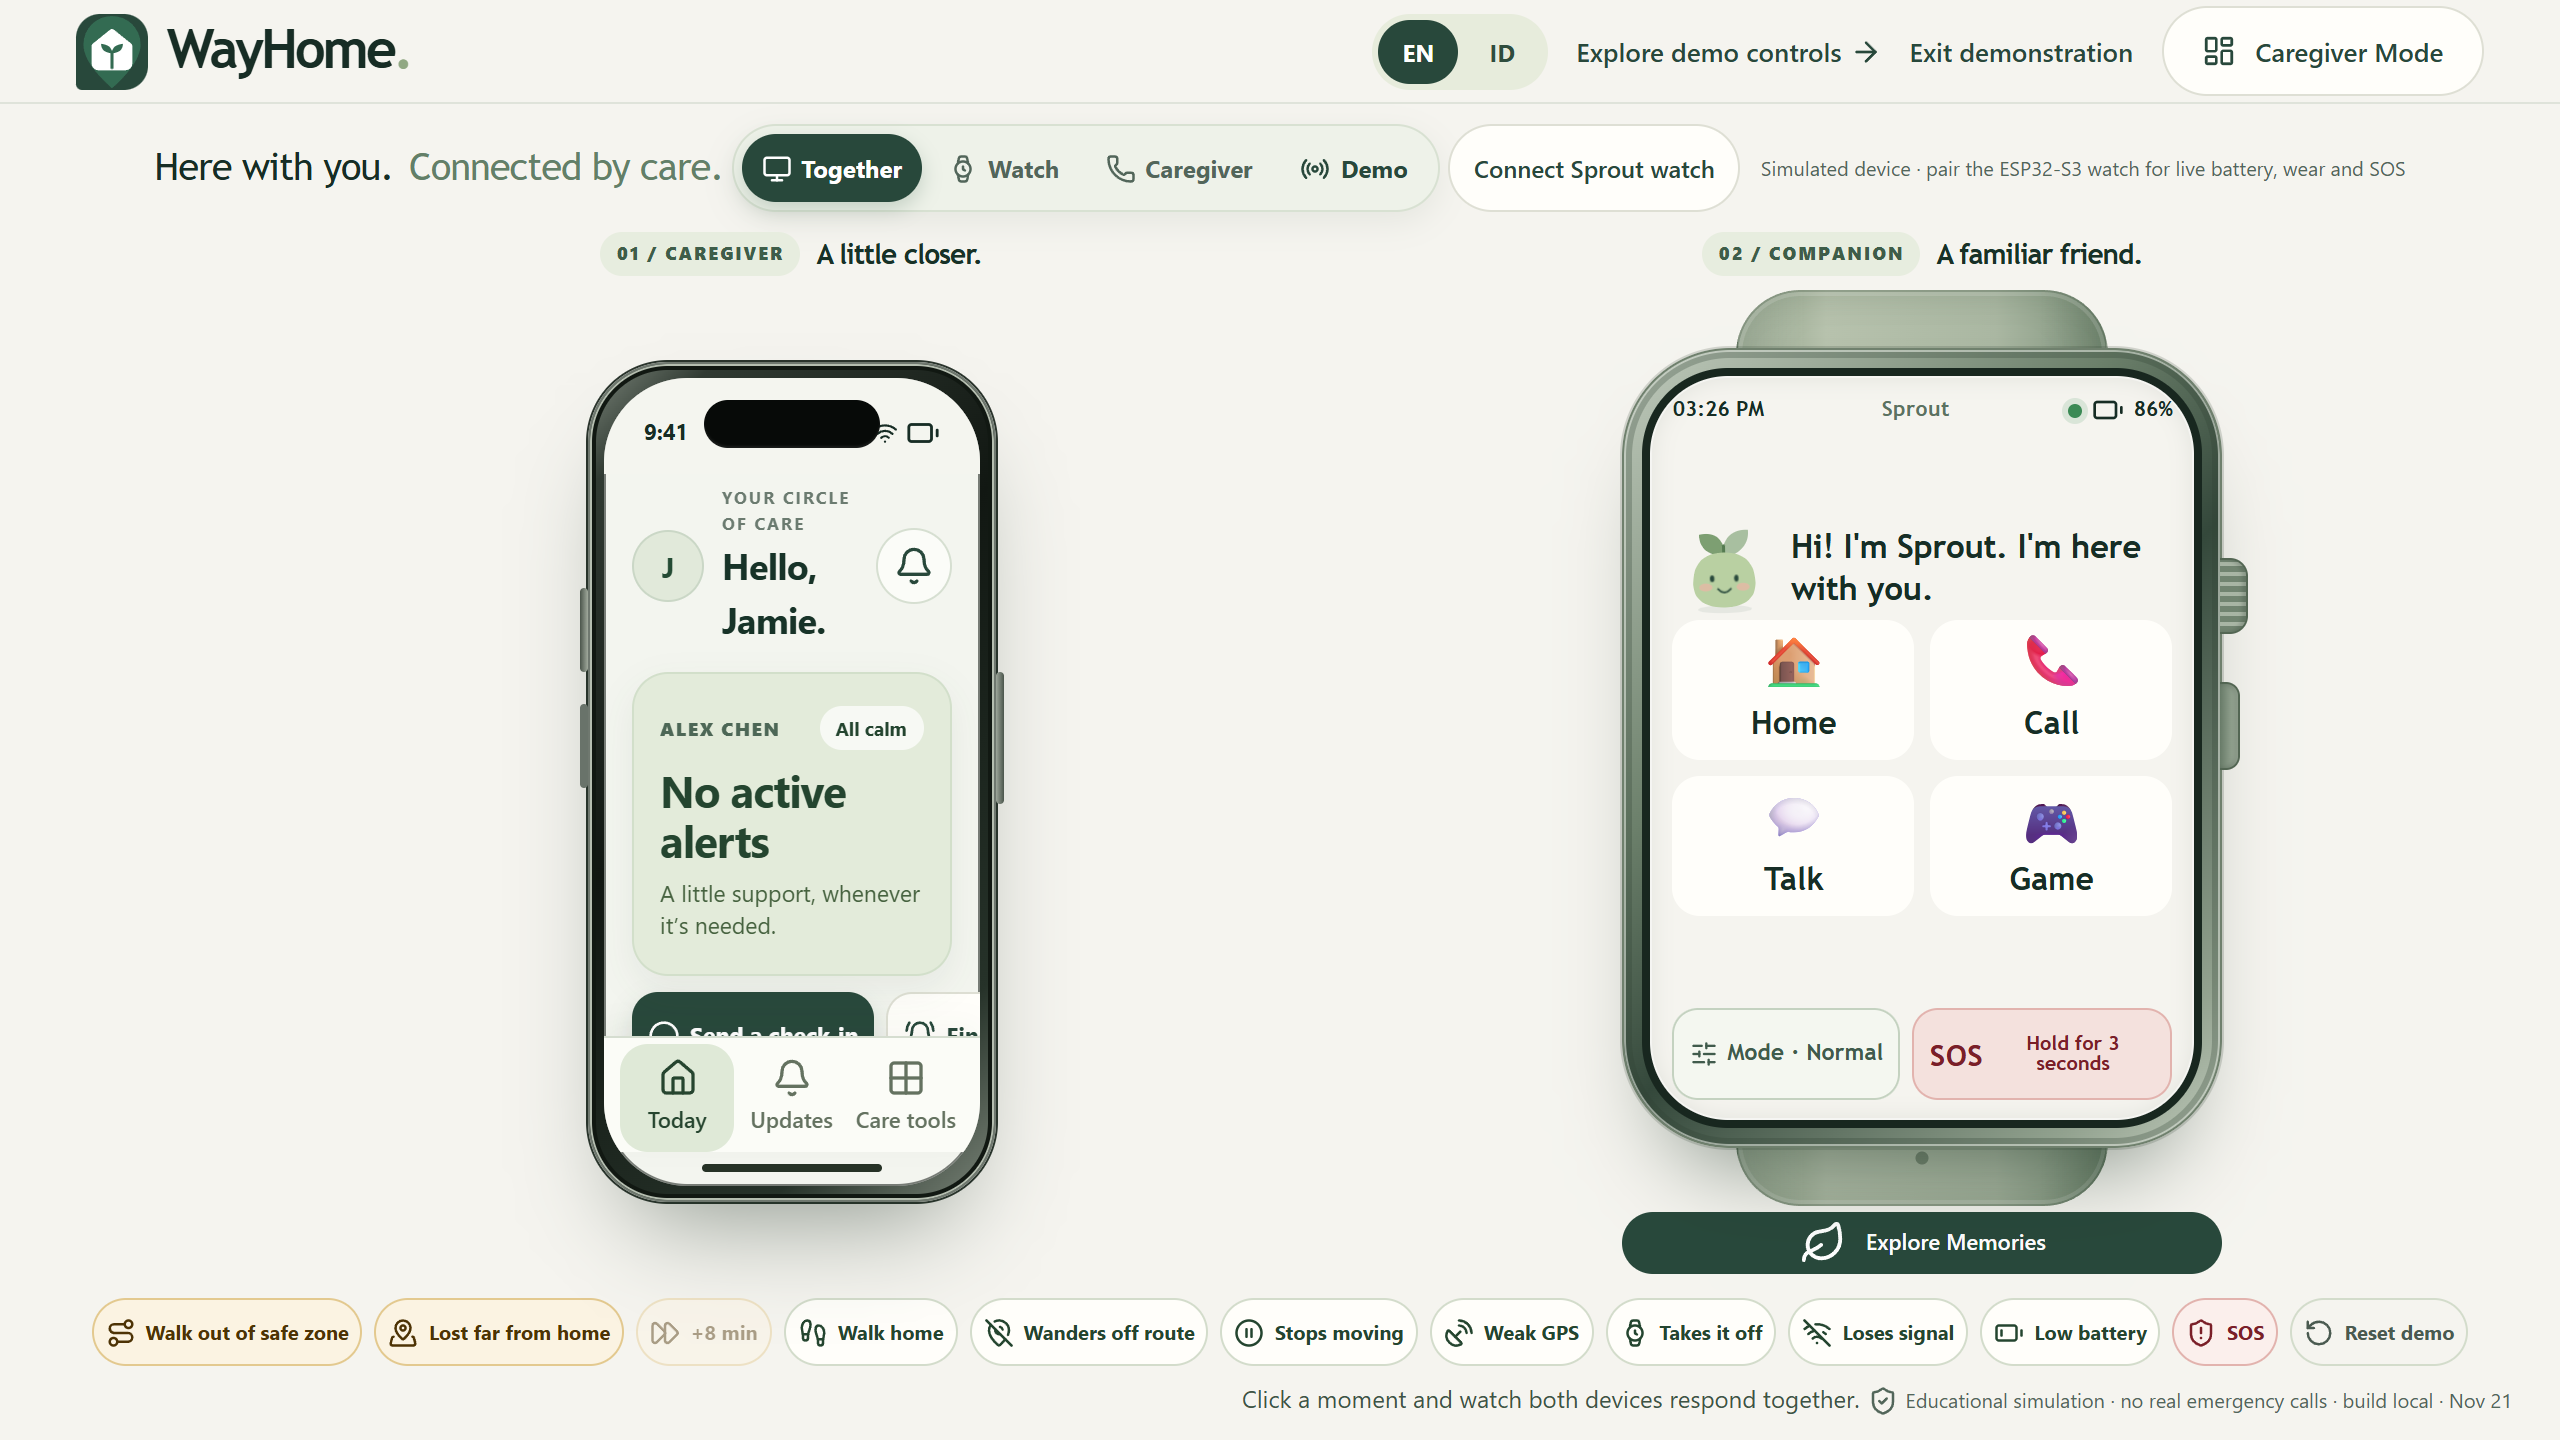 WayHome.
EN
ID
Explore demo controls
Exit demonstration
Caregiver Mode
Here with you. Connected by care.
Together
Watch
Caregiver
Demo
Connect Sprout watch
Simulated device · pair the ESP32-S3 watch for live battery, wear and SOS
01 / CAREGIVER
A little closer.
02 / COMPANION
A familiar friend.
9:41
YOUR CIRCLE
OF CARE
J
Hello,
Jamie.
ALEX CHEN
All calm
No active
alerts
A little support, whenever
it's needed.
Send a check-in
Fin
Today
Updates
Care tools
03:26 PM
Sprout
86%
Hi! I'm Sprout. I'm here
with you.
Home
Call
Talk
Game
Mode · Normal
SOS
Hold for 3
seconds
Explore Memories
Walk out of safe zone
Lost far from home
+8 min
Walk home
Wanders off route
Stops moving
Weak GPS
Takes it off
Loses signal
Low battery
SOS
Reset demo
Click a moment and watch both devices respond together.
Educational simulation · no real emergency calls · build local · Nov 21